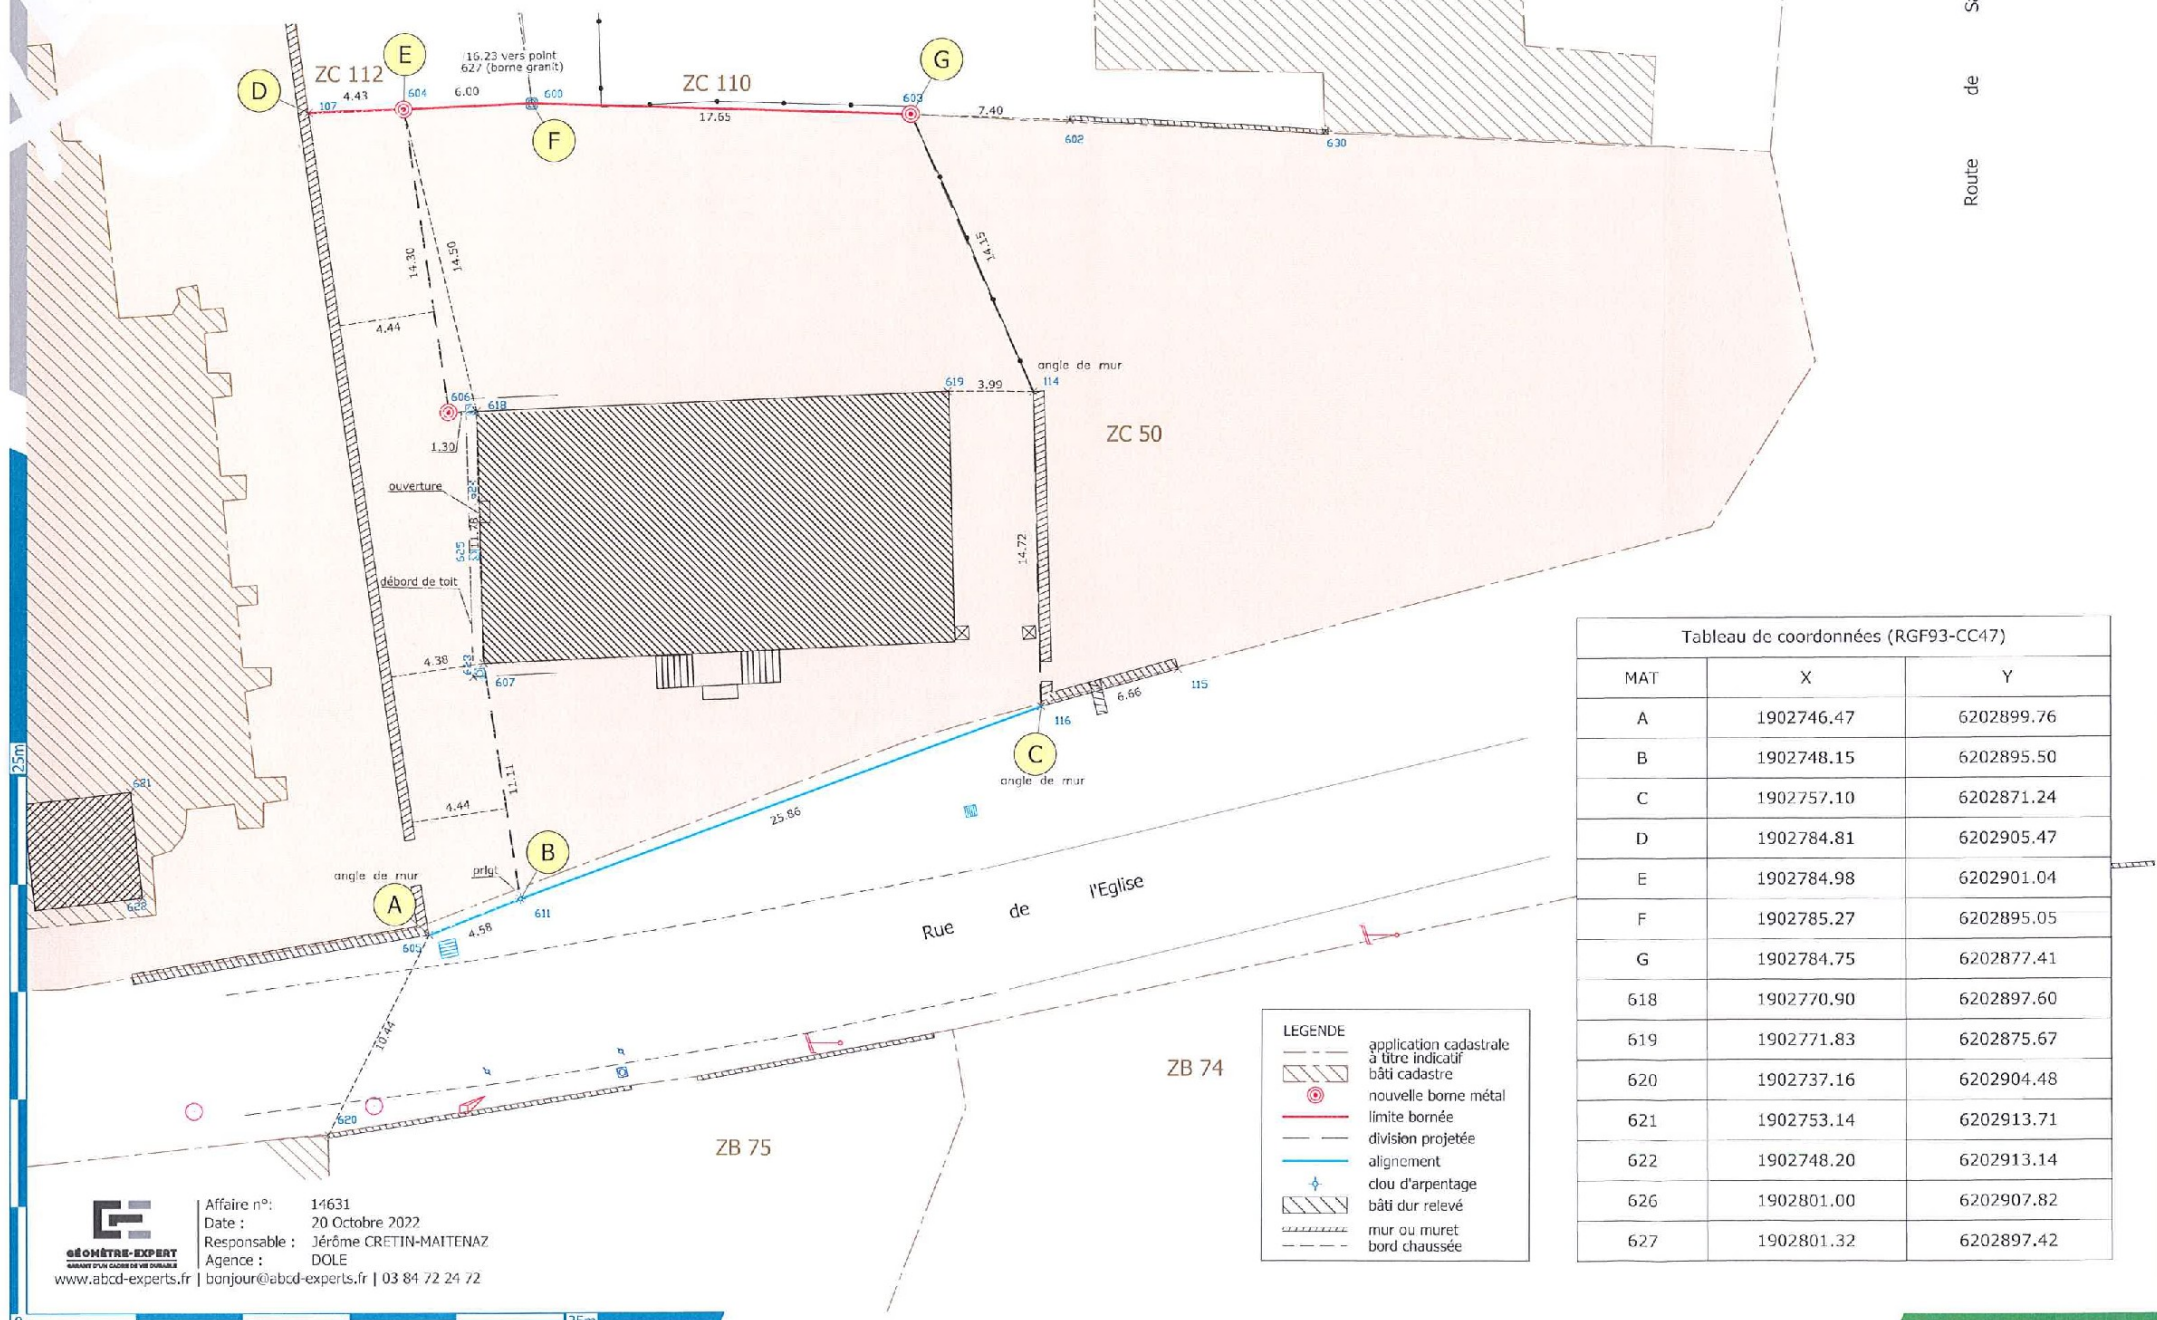 E
16.23 vers point
627 (borne granit)
ZC 112
ZC 110
G
D
107
4.43
604
6.00
600
603
7.40
17.65
F
602
630
Route de
14.30
14.50
14.15
4.44
angle de mur
606
618
619
3.99
114
1.30
ZC 50
ouverture
625
14.72
débord de toit
4.38
623
607
115
6.66
116
C
angle de mur
25m
621
4.44
11.11
25.86
B
angle de mur
prlgt
A
622
611
605
4.58
Rue de l'Eglise
10.44
620
ZB 75
ZB 74
Tableau de coordonnées (RGF93-CC47)
MAT X Y
A 1902746.47 6202899.76
B 1902748.15 6202895.50
C 1902757.10 6202871.24
D 1902784.81 6202905.47
E 1902784.98 6202901.04
F 1902785.27 6202895.05
G 1902784.75 6202877.41
618 1902770.90 6202897.60
619 1902771.83 6202875.67
620 1902737.16 6202904.48
621 1902753.14 6202913.71
622 1902748.20 6202913.14
626 1902801.00 6202907.82
627 1902801.32 6202897.42
LEGENDE
application cadastrale
à titre indicatif
bâti cadastre
nouvelle borne métal
limite bornée
division projetée
alignement
clou d'arpentage
bâti dur relevé
mur ou muret
bord chaussée
GÉOMÈTRE-EXPERT
GARANT D'UN CADRE DE VIE DURABLE
Affaire n°: 14631
Date : 20 Octobre 2022
Responsable : Jérôme CRETIN-MAITENAZ
Agence : DOLE
www.abcd-experts.fr | bonjour@abcd-experts.fr | 03 84 72 24 72
25m